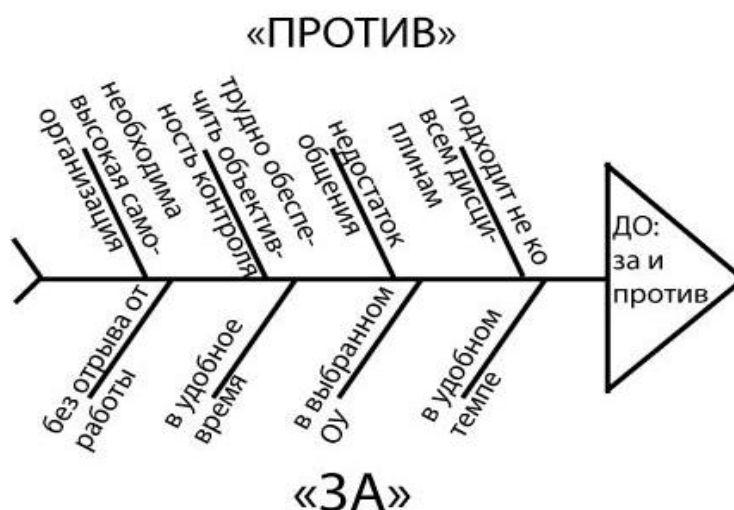 «ПРОТИВ»
необходима
высокая само-
организация
трудно обеспе-
чить объектив-
ность контроля
недостаток
общения
подходит не ко
всем дисци-
плинам
ДО:
за и
против
без отрыва от
работы
в удобное
время
в выбранном
ОУ
в удобном
темпе
«ЗА»